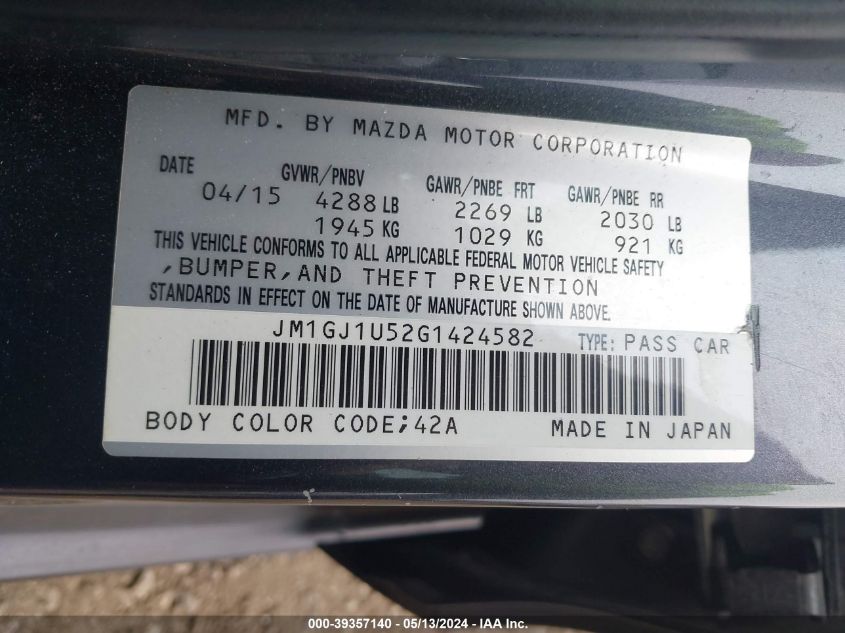 MFD. BY MAZDA MOTOR CORPORATION
DATE GVWR/PNBV GAWR/PNBE FRT GAWR/PNBE RR
04/15 4288 LB 2269 LB 2030 LB
1945 KG 1029 KG 921 KG
THIS VEHICLE CONFORMS TO ALL APPLICABLE FEDERAL MOTOR VEHICLE SAFETY
,BUMPER,AND THEFT PREVENTION
STANDARDS IN EFFECT ON THE DATE OF MANUFACTURE SHOWN ABOVE.
JM1GJ1U52G1424582 TYPE: PASS CAR
BODY COLOR CODE;42A MADE IN JAPAN
000-39357140 - 05/13/2024 - IAA Inc.